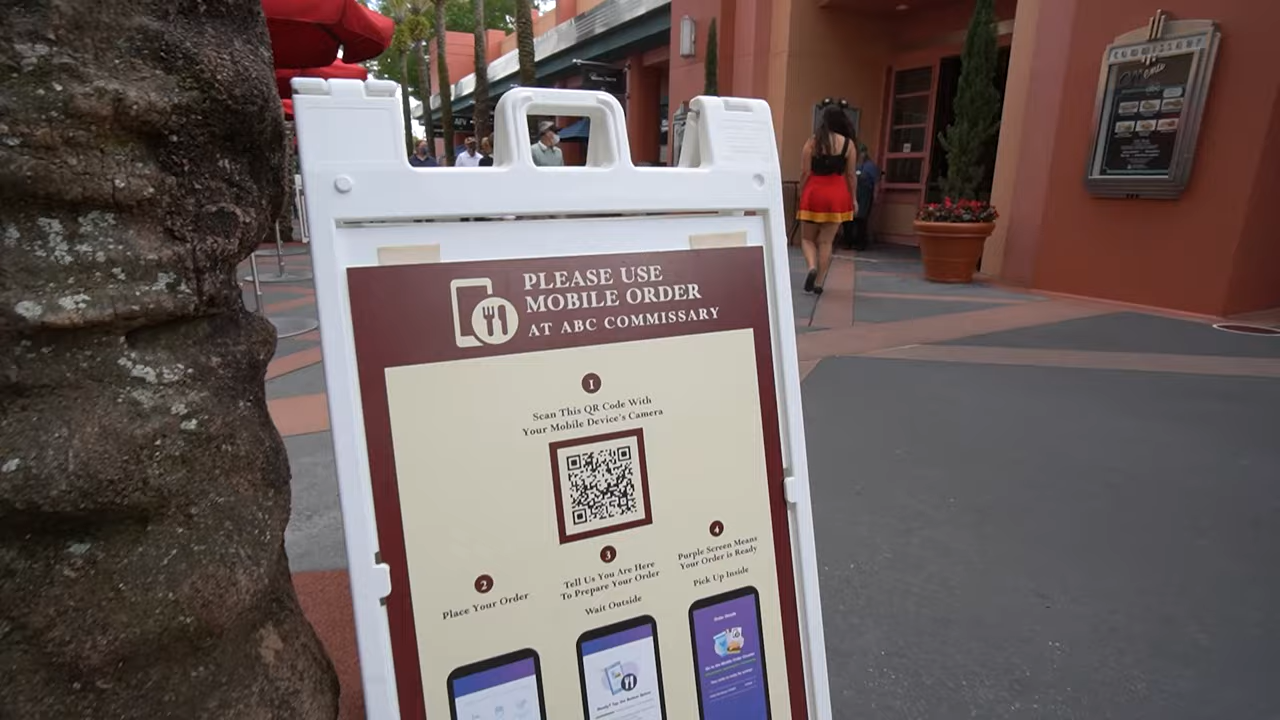 PLEASE USE
MOBILE ORDER
AT ABC COMMISSARY
1
Scan This QR Code With
Your Mobile Device's Camera
2
Place Your Order
3
Tell Us You Are Here
To Prepare Your Order
Wait Outside
4
Purple Screen Means
Your Order is Ready
Pick Up Inside
COMMISSARY
Menu